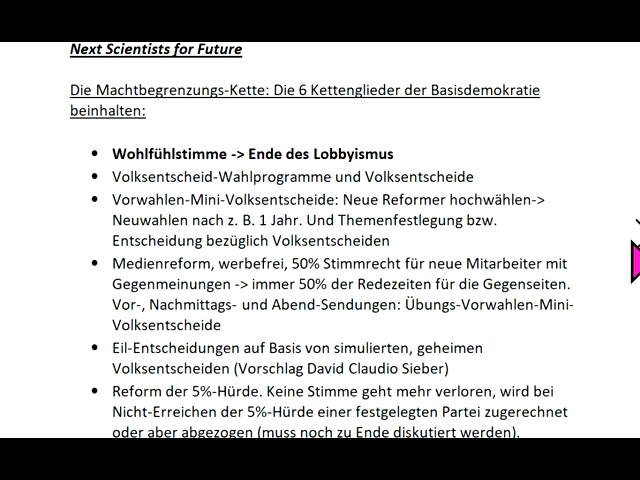 Next Scientists for Future
Die Machtbegrenzungs-Kette: Die 6 Kettenglieder der Basisdemokratie
beinhalten:
• Wohlfühlstimme -> Ende des Lobbyismus
• Volksentscheid-Wahlprogramme und Volksentscheide
• Vorwahlen-Mini-Volksentscheide: Neue Reformer hochwählen->
Neuwahlen nach z. B. 1 Jahr. Und Themenfestlegung bzw.
Entscheidung bezüglich Volksentscheiden
• Medienreform, werbefrei, 50% Stimmrecht für neue Mitarbeiter mit
Gegenmeinungen -> immer 50% der Redezeiten für die Gegenseiten.
Vor-, Nachmittags- und Abend-Sendungen: Übungs-Vorwahlen-Mini-
Volksentscheide
• Eil-Entscheidungen auf Basis von simulierten, geheimen
Volksentscheiden (Vorschlag David Claudio Sieber)
• Reform der 5%-Hürde. Keine Stimme geht mehr verloren, wird bei
Nicht-Erreichen der 5%-Hürde einer festgelegten Partei zugerechnet
oder aber abgezogen (muss noch zu Ende diskutiert werden).